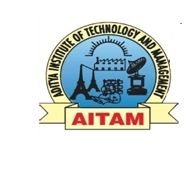 ADITYA INSTITUTE OF TECHNOLOGY AND MANAGEMENT
AITAM